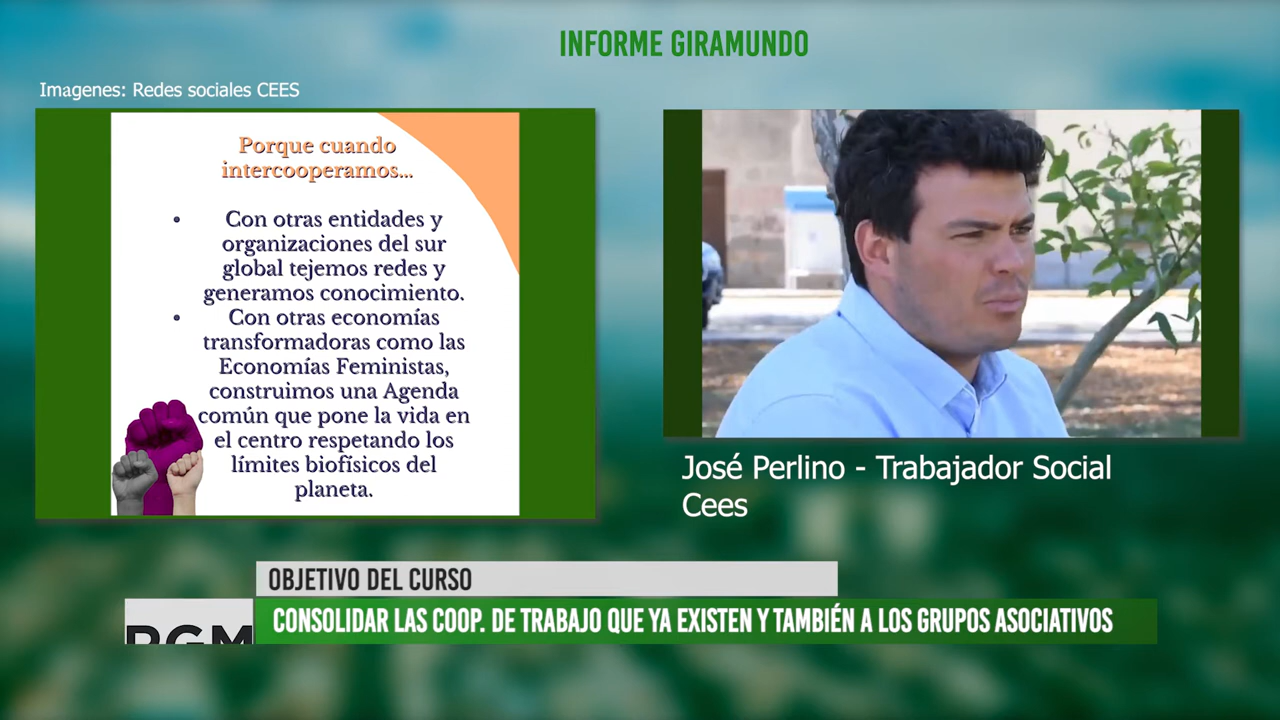 INFORME GIRAMUNDO
Imagenes: Redes sociales CEES
Porque cuando
intercooperamos...
• Con otras entidades y
organizaciones del sur
global tejemos redes y
generamos conocimiento.
• Con otras economías
transformadoras como las
Economías Feministas,
construimos una Agenda
común que pone la vida en
el centro respetando los
límites biofísicos del
planeta.
José Perlino - Trabajador Social
Cees
OBJETIVO DEL CURSO
CONSOLIDAR LAS COOP. DE TRABAJO QUE YA EXISTEN Y TAMBIÉN A LOS GRUPOS ASOCIATIVOS